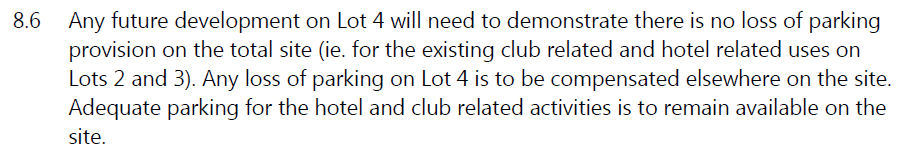 8.6 Any future development on Lot 4 will need to demonstrate there is no loss of parking
provision on the total site (ie. for the existing club related and hotel related uses on
Lots 2 and 3). Any loss of parking on Lot 4 is to be compensated elsewhere on the site.
Adequate parking for the hotel and club related activities is to remain available on the
site.